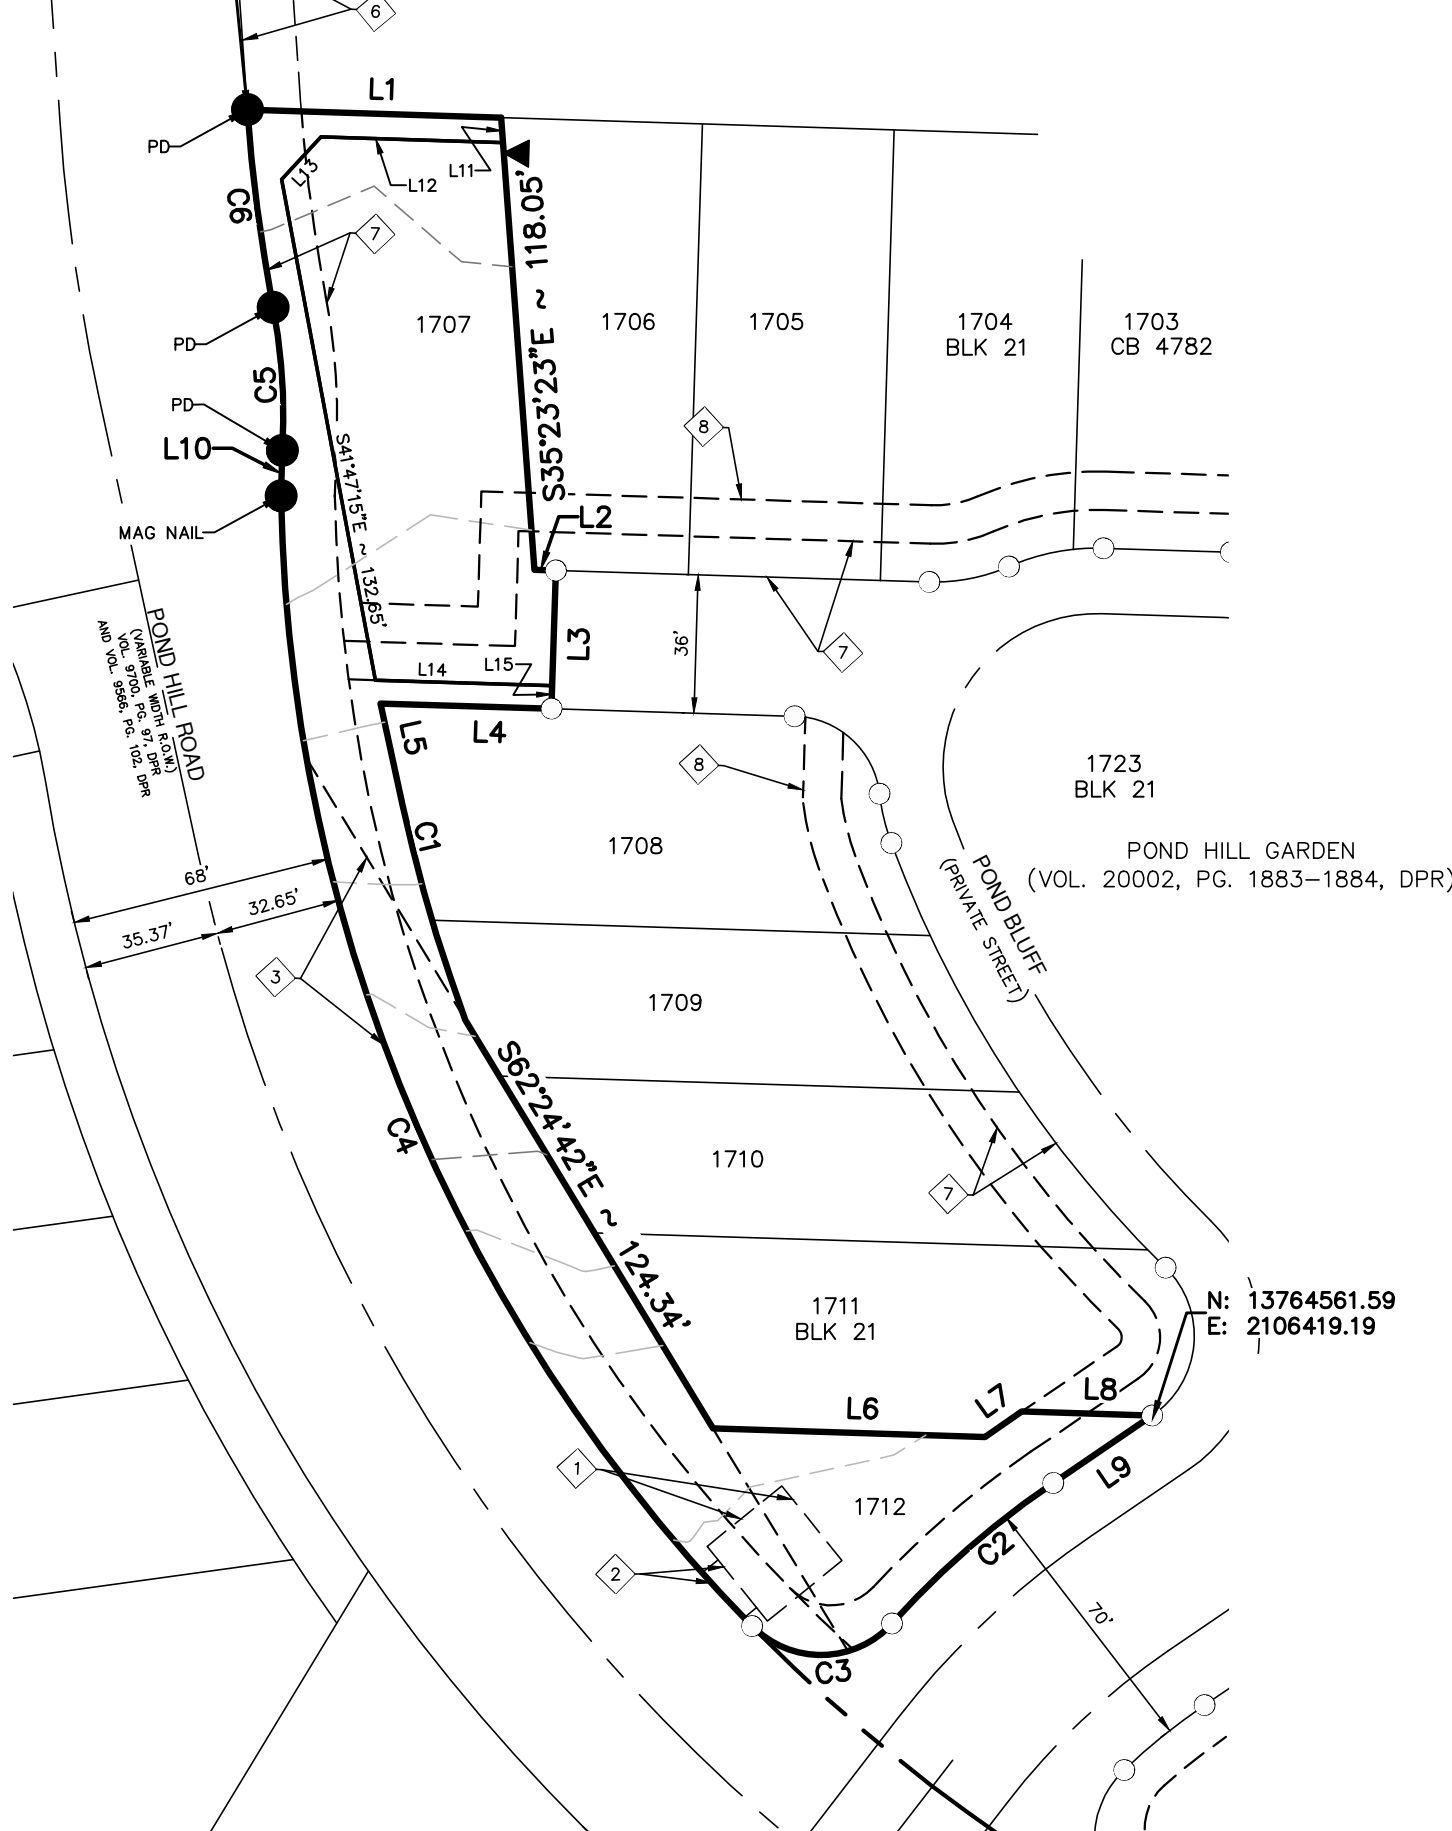 6
L1
PD
L11
L12
L13
C6
7
S35°23'23"E ~ 118.05'
1707
1706
1705
1704
BLK 21
1703
CB 4782
PD
C5
PD
L10
8
S41°47'15"E ~ 132.65'
MAG NAIL
L2
L3
36'
7
L14
L15
POND HILL ROAD
(VARIABLE WIDTH R.O.W.)
VOL. 9700, PG. 97, DPR
AND VOL. 9566, PG. 102, DPR
L5
L4
8
1723
BLK 21
C1
1708
POND HILL GARDEN
(VOL. 20002, PG. 1883-1884, DPR)
POND BLUFF
(PRIVATE STREET)
68'
32.65'
35.37'
3
1709
S62°24'42"E ~ 124.34'
C4
1710
7
1711
BLK 21
N: 13764561.59
E: 2106419.19
L6
L7
L8
L9
1
1712
C2
2
70'
C3